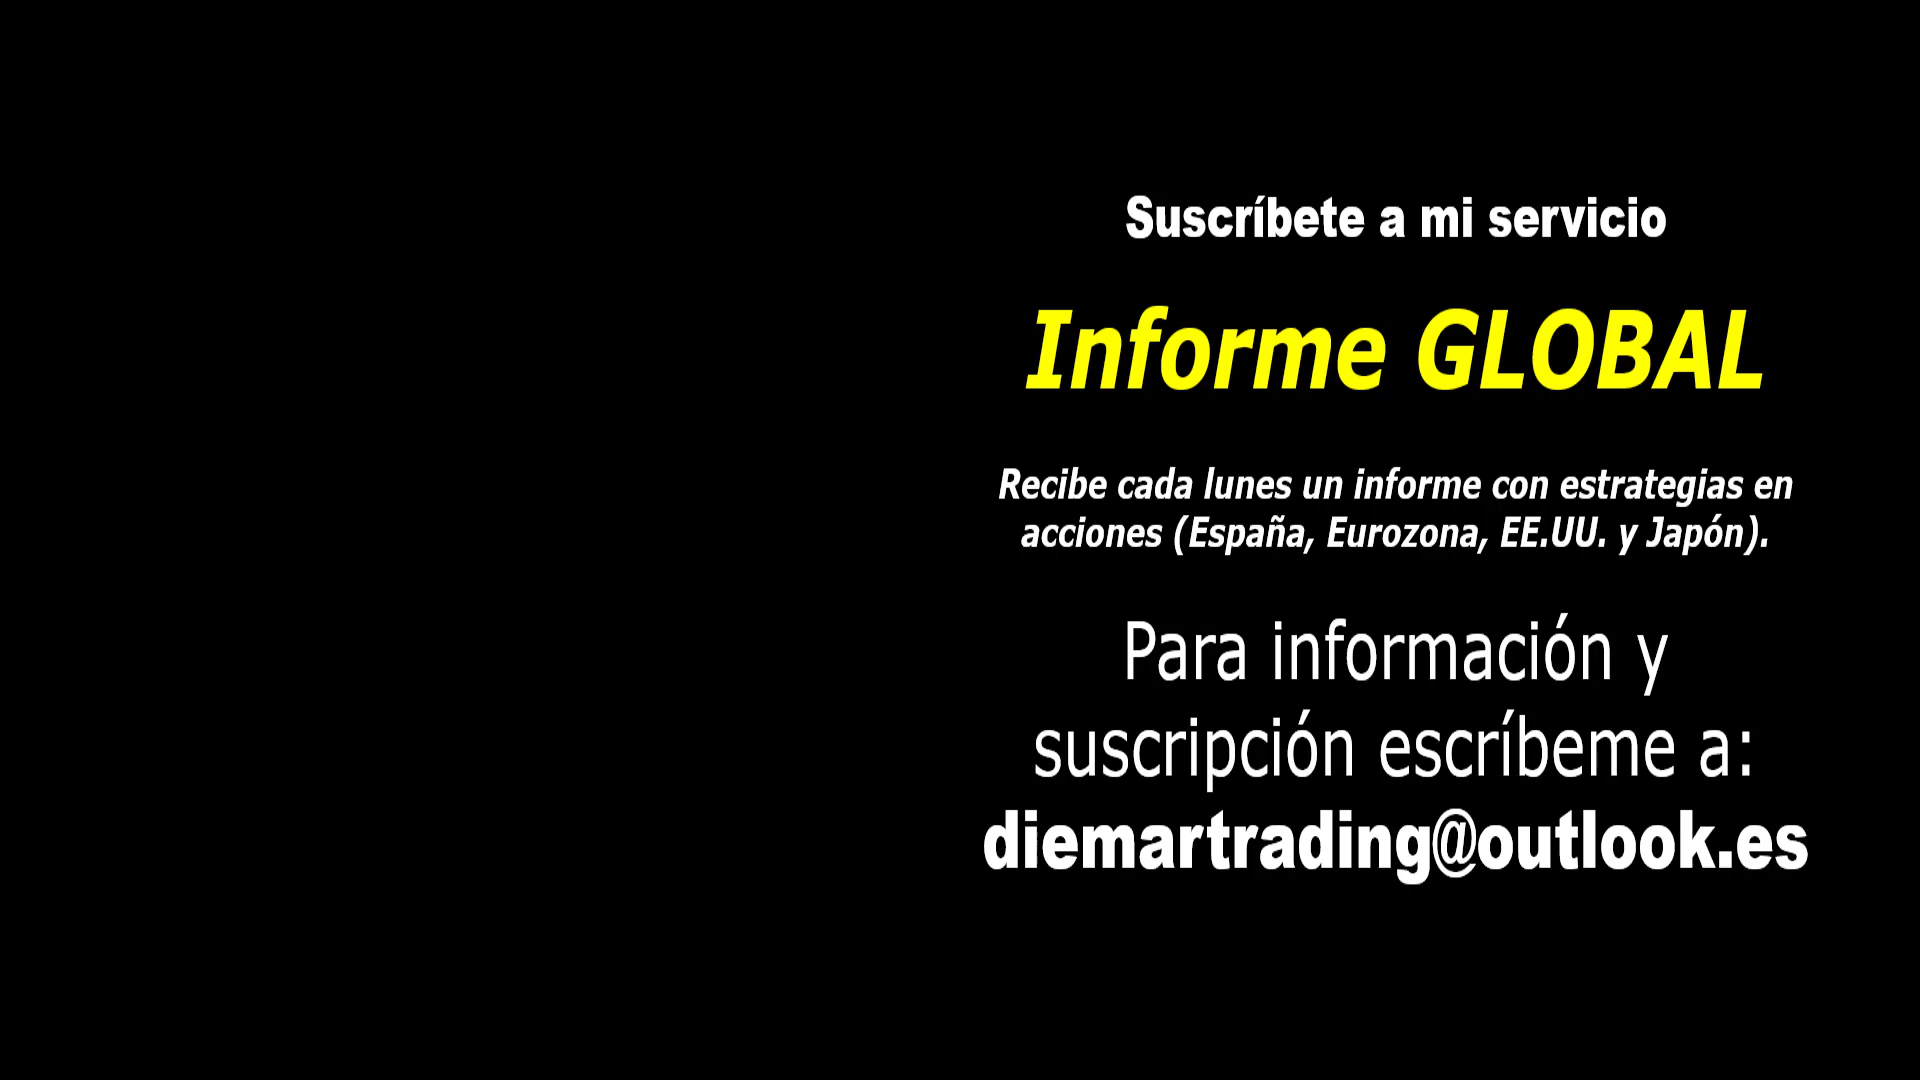 Suscríbete a mi servicio
Informe GLOBAL
Recibe cada lunes un informe con estrategias en
acciones (España, Eurozona, EE.UU. y Japón).
Para información y
suscripción escríbeme a:
diemartrading@outlook.es